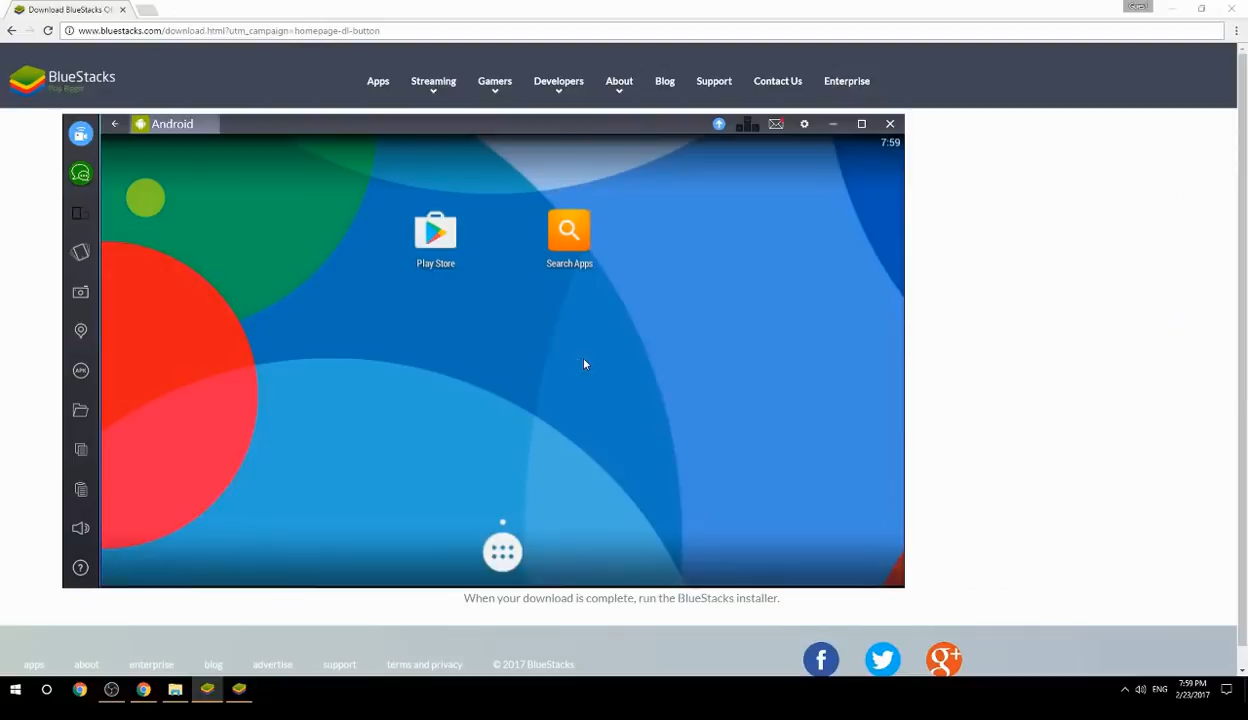 Download BlueStacks Of
www.bluestacks.com/download.html?utm_campaign=homepage-dl-button
BlueStacks
Play Bigger
Apps
Streaming
Gamers
Developers
About
Blog
Support
Contact Us
Enterprise
Android
7:59
Play Store
Search Apps
APK
When your download is complete, run the BlueStacks installer.
apps
about
enterprise
blog
advertise
support
terms and privacy
© 2017 BlueStacks
ENG
7:59 PM
2/23/2017